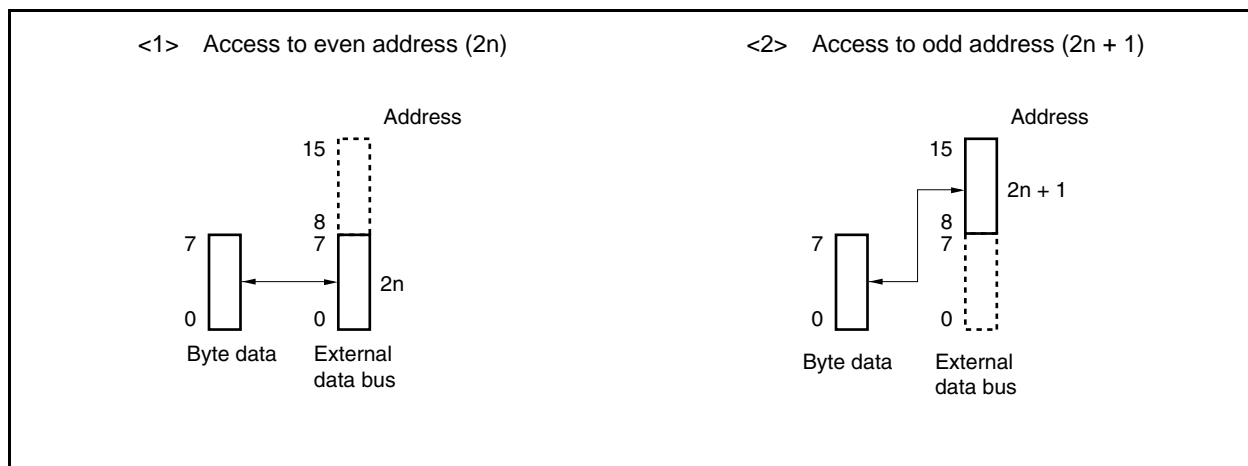 <1> Access to even address (2n)
Address
15
8
7
7
2n
0
0
Byte data
External
data bus
<2> Access to odd address (2n + 1)
Address
15
2n + 1
8
7
7
0
0
Byte data
External
data bus